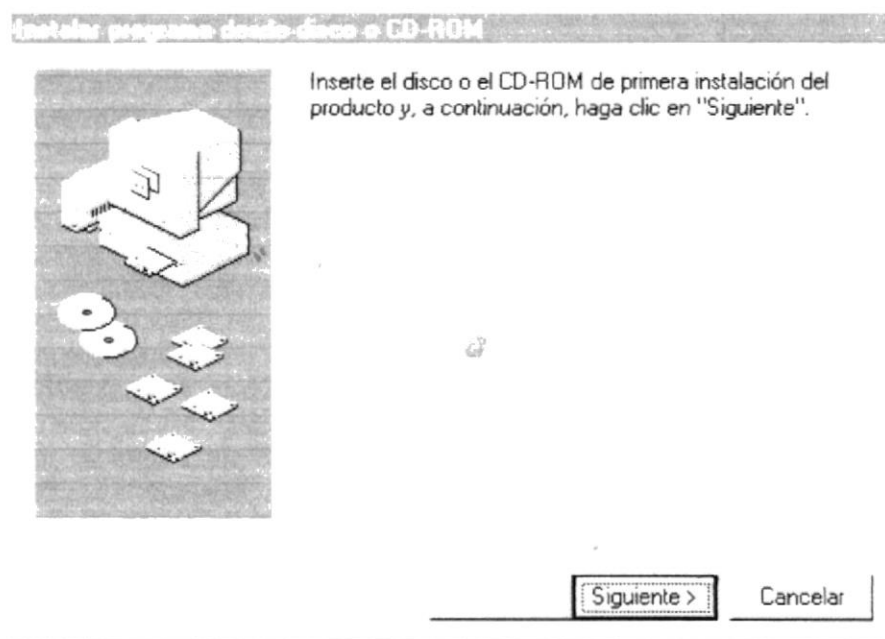 Instalar programa desde disco o CD-ROM
Inserte el disco o el CD-ROM de primera instalación del
producto y, a continuación, haga clic en "Siguiente".
Siguiente >
Cancelar